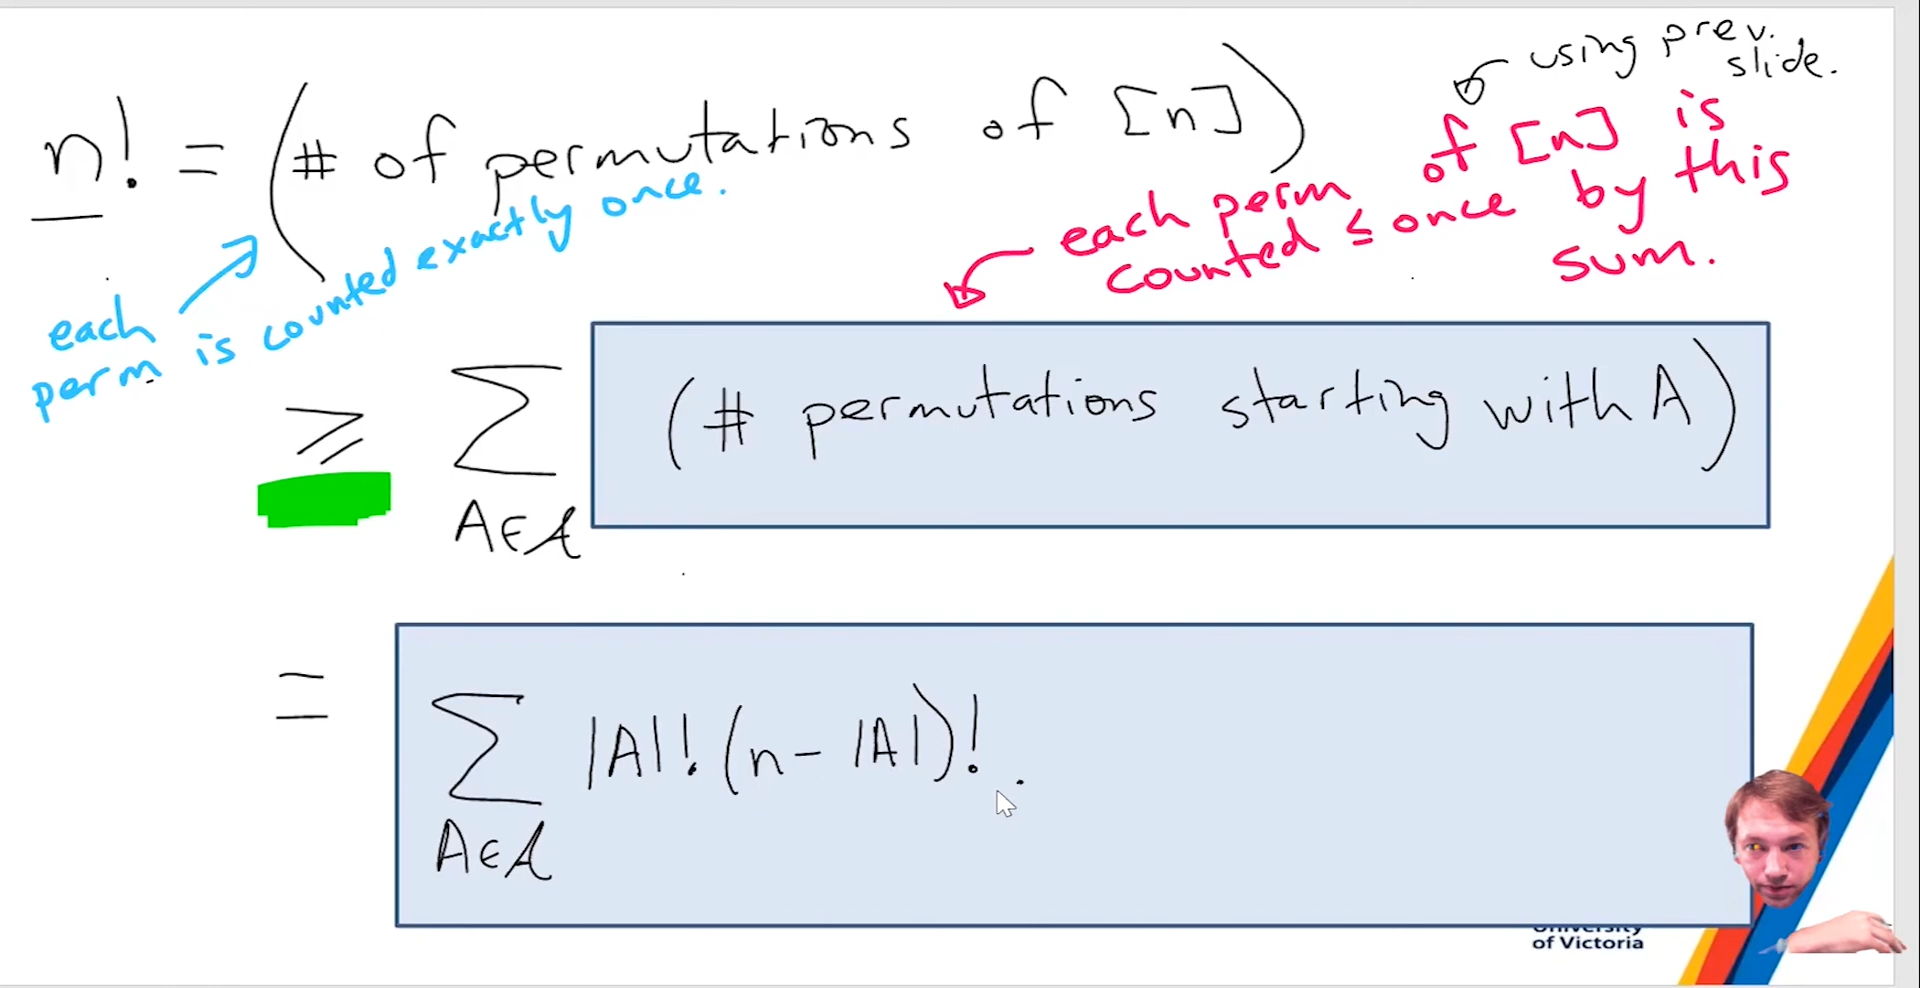 n! = (# of permutations of [n])
using prev.
slide.
each perm of [n] is
counted ≤ once by this
sum.
each
perm is counted exactly once.
≥ ∑ (# permutations starting with A)
A∈𝒜
= ∑ |A|! (n - |A|)! .
A∈𝒜
University
of Victoria